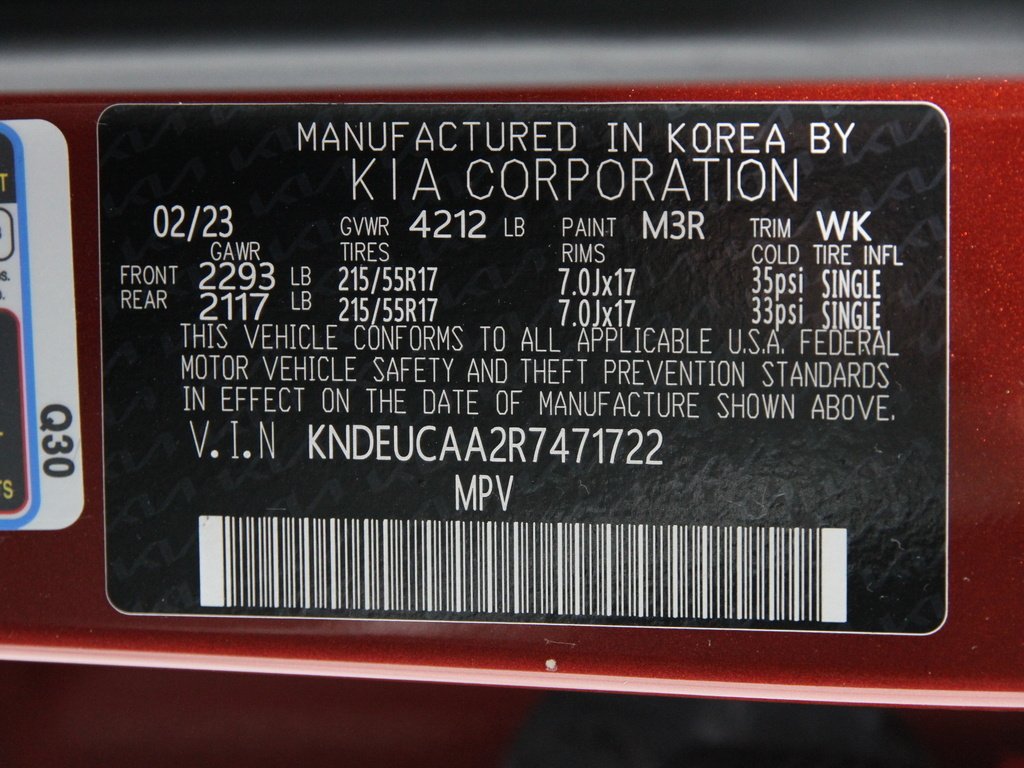 MANUFACTURED IN KOREA BY
KIA CORPORATION
02/23 GVWR 4212 LB PAINT M3R TRIM WK
GAWR TIRES RIMS COLD TIRE INFL
FRONT 2293 LB 215/55R17 7.0Jx17 35psi SINGLE
REAR 2117 LB 215/55R17 7.0Jx17 33psi SINGLE
THIS VEHICLE CONFORMS TO ALL APPLICABLE U.S.A. FEDERAL
MOTOR VEHICLE SAFETY AND THEFT PREVENTION STANDARDS
IN EFFECT ON THE DATE OF MANUFACTURE SHOWN ABOVE.
V.I.N KNDEUCAA2R7471722
MPV
Q30